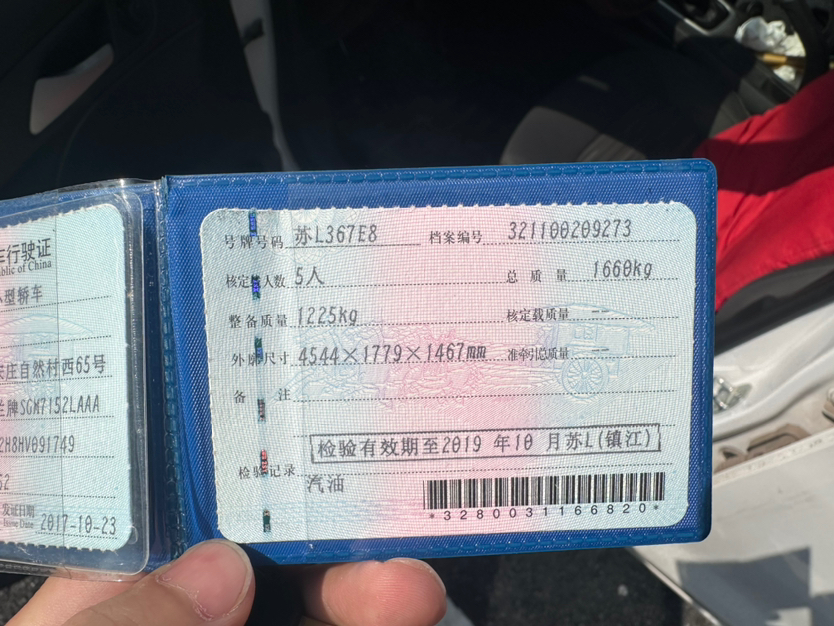 车行驶证
blic of China
小型轿车
庄自然村西65号
牌SGM7152LAAA
2H8HV091749
52
发证日期
Issue Date 2017-10-23
号牌号码 苏L367E8 档案编号 321100209273
核定载人数 5人 总质量 1660kg
整备质量 1225kg 核定载质量 --
外廓尺寸 4544×1779×1467mm 准牵引总质量 --
备注
检验有效期至2019 年10 月苏L(镇江)
检验记录
汽油
*3280031166820*